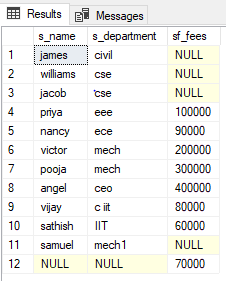 Results Messages
s_name s_department sf_fees
1 james civil NULL
2 williams cse NULL
3 jacob 'cse NULL
4 priya eee 100000
5 nancy ece 90000
6 victor mech 200000
7 pooja mech 300000
8 angel ceo 400000
9 vijay c iit 80000
10 sathish IIT 60000
11 samuel mech1 NULL
12 NULL NULL 70000